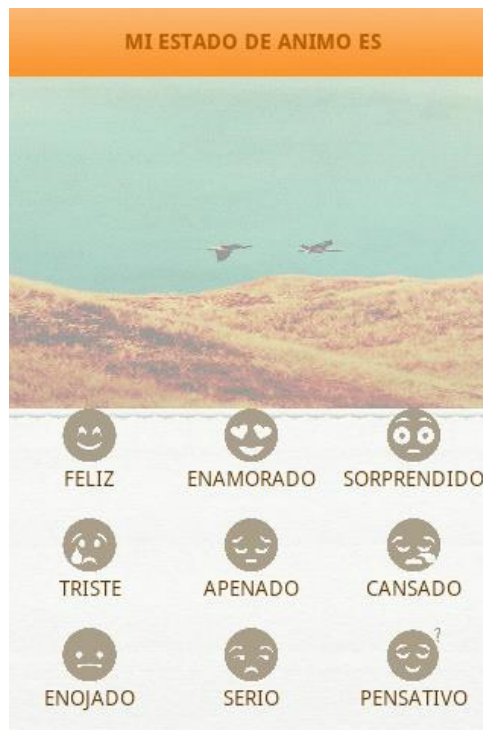 MI ESTADO DE ANIMO ES
FELIZ ENAMORADO SORPRENDIDO
TRISTE APENADO CANSADO
?
ENOJADO SERIO PENSATIVO